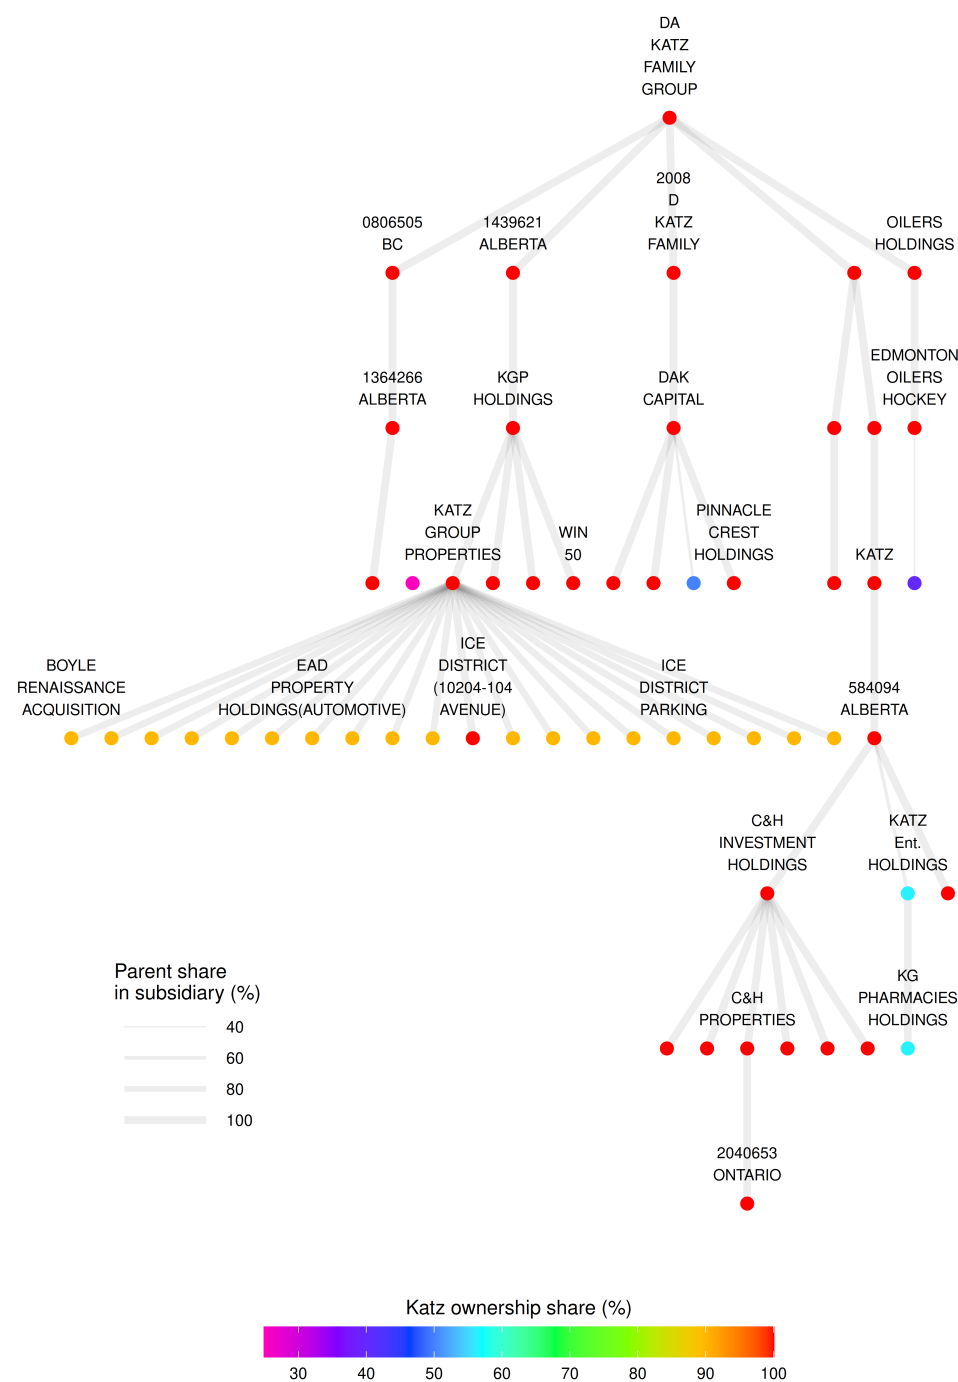 DA
KATZ
FAMILY
GROUP
2008
D
KATZ
FAMILY
0806505
BC
1439621
ALBERTA
OILERS
HOLDINGS
1364266
ALBERTA
KGP
HOLDINGS
DAK
CAPITAL
EDMONTON
OILERS
HOCKEY
KATZ
GROUP
PROPERTIES
WIN
50
PINNACLE
CREST
HOLDINGS
KATZ
BOYLE
RENAISSANCE
ACQUISITION
EAD
PROPERTY
HOLDINGS(AUTOMOTIVE)
ICE
DISTRICT
(10204-104
AVENUE)
ICE
DISTRICT
PARKING
584094
ALBERTA
C&H
INVESTMENT
HOLDINGS
KATZ
Ent.
HOLDINGS
C&H
PROPERTIES
KG
PHARMACIES
HOLDINGS
2040653
ONTARIO
Parent share
in subsidiary (%)
40
60
80
100
Katz ownership share (%)
30 40 50 60 70 80 90 100